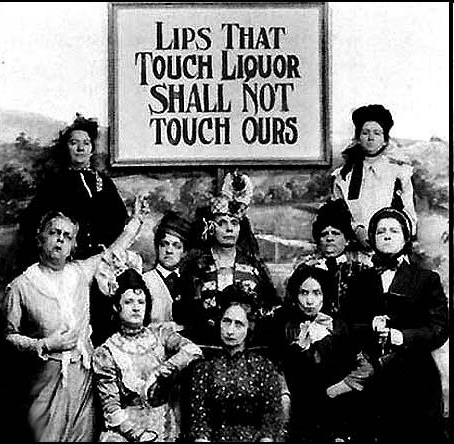 LIPS THAT
TOUCH LIQUOR
SHALL NOT
TOUCH OURS